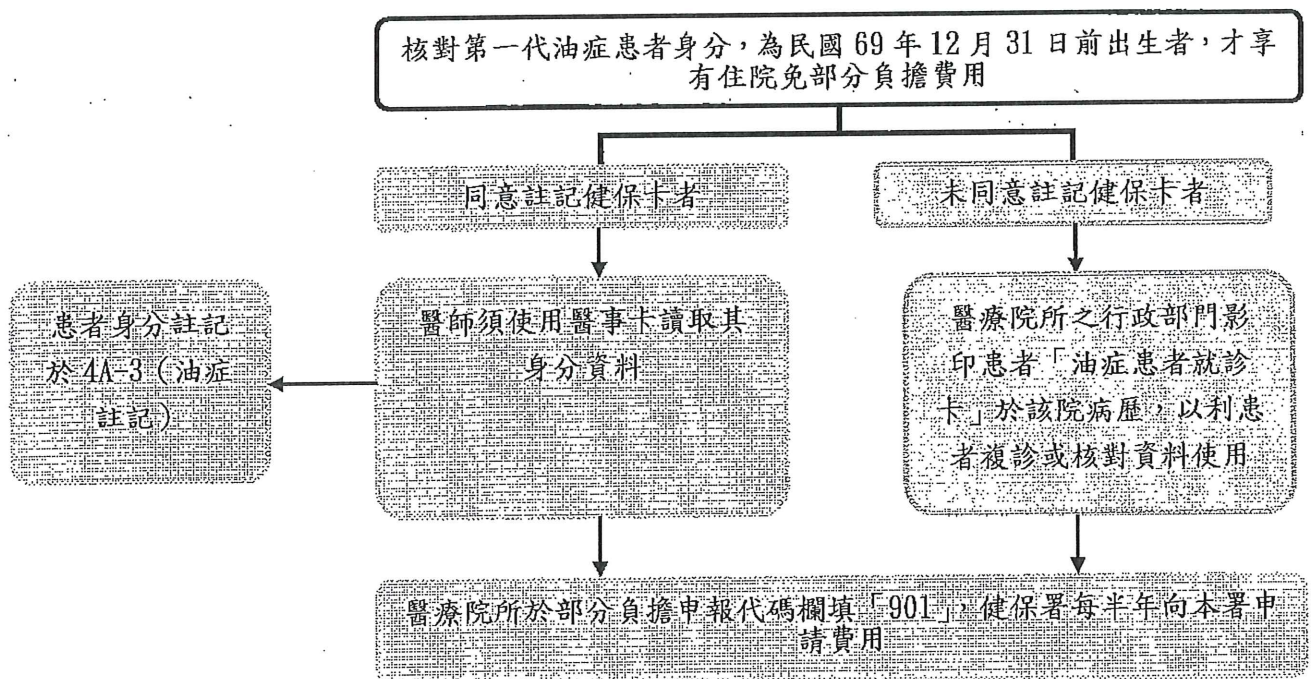 核對第一代油症患者身分，為民國 69 年 12 月 31 日前出生者，才享
有住院免部分負擔費用
同意註記健保卡者
未同意註記健保卡者
患者身分註記
於 4A-3（油症
註記）
醫師須使用醫事卡讀取其
身分資料
醫療院所之行政部門影
印患者「油症患者就診
卡」於該院病歷，以利患
者複診或核對資料使用
醫療院所於部分負擔申報代碼欄填「901」，健保署每半年向本署申
請費用